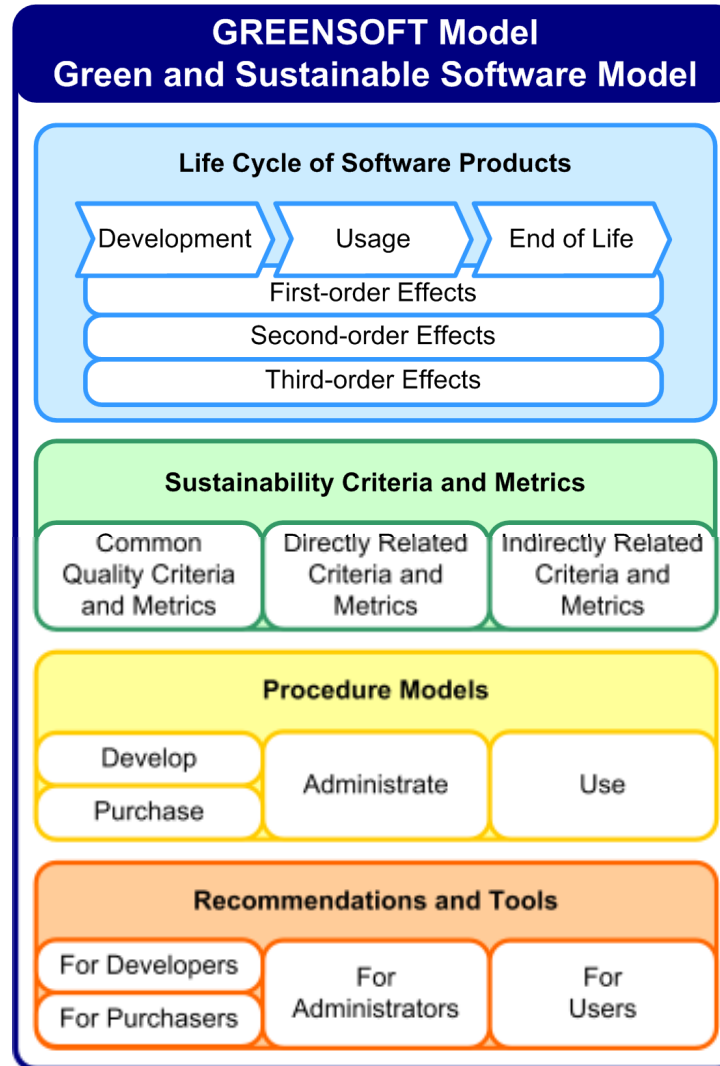 GREENSOFT Model
Green and Sustainable Software Model
Life Cycle of Software Products
Development
Usage
End of Life
First-order Effects
Second-order Effects
Third-order Effects
Sustainability Criteria and Metrics
Common
Quality Criteria
and Metrics
Directly Related
Criteria and
Metrics
Indirectly Related
Criteria and
Metrics
Procedure Models
Develop
Purchase
Administrate
Use
Recommendations and Tools
For Developers
For Purchasers
For
Administrators
For
Users